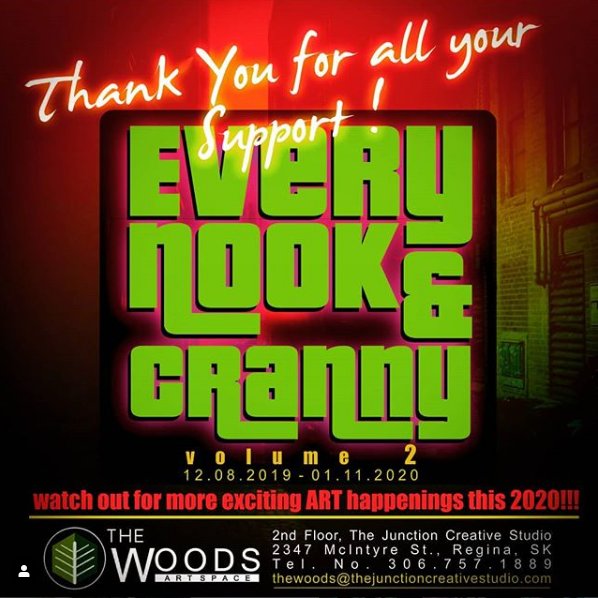 Thank You for all your
Support !
EVERY
NOOK
&
CRANNY
volume 2
12.08.2019 - 01.11.2020
watch out for more exciting ART happenings this 2020!!!
THE
WOODS
ART SPACE
2nd Floor, The Junction Creative Studio
2347 McIntyre St., Regina, SK
Tel. No. 306.757.1889
thewoods@thejunctioncreativestudio.com